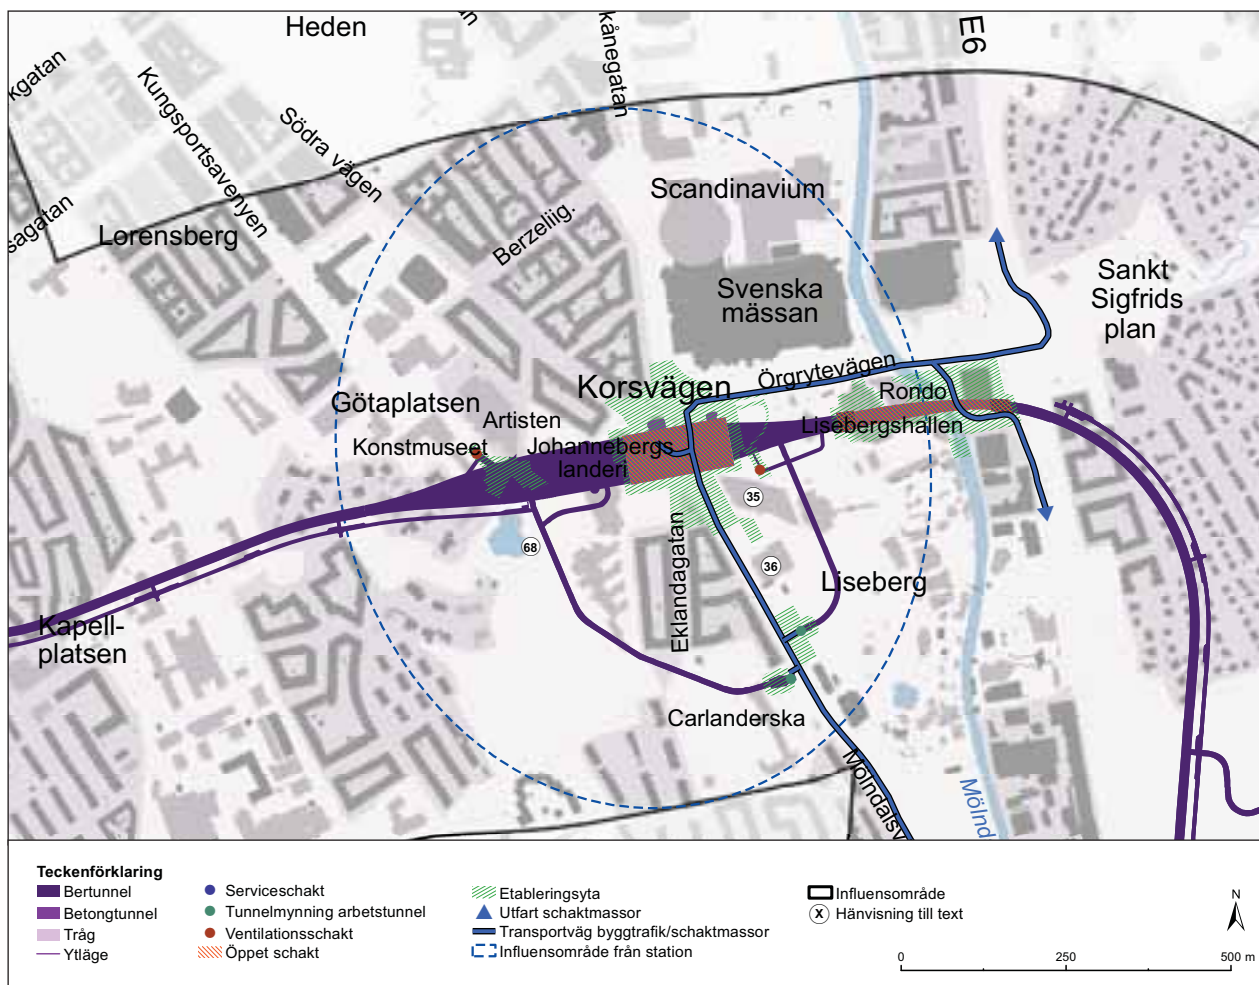 Heden
kånegatan
E6
kgatan
Kungsportsavenyen
Södra vägen
Scandinavium
sagatan
Lorensberg
Berzeliig.
Svenska
mässan
Sankt
Sigfrids
plan
Örgrytevägen
Korsvägen
Rondo
Götaplatsen
Artisten
Lisebergshallen
Konstmuseet
Johannebergs
landeri
35
68
36
Eklandagatan
Liseberg
Kapell-
platsen
Carlanderska
Mölndalsv
Mölnd
Teckenförklaring
Bertunnel
Betongtunnel
Tråg
Ytläge
Serviceschakt
Tunnelmynning arbetstunnel
Ventilationsschakt
Öppet schakt
Etableringsyta
Utfart schaktmassor
Transportväg byggtrafik/schaktmassor
Influensområde från station
Influensområde
X Hänvisning till text
N
0 250 500 m